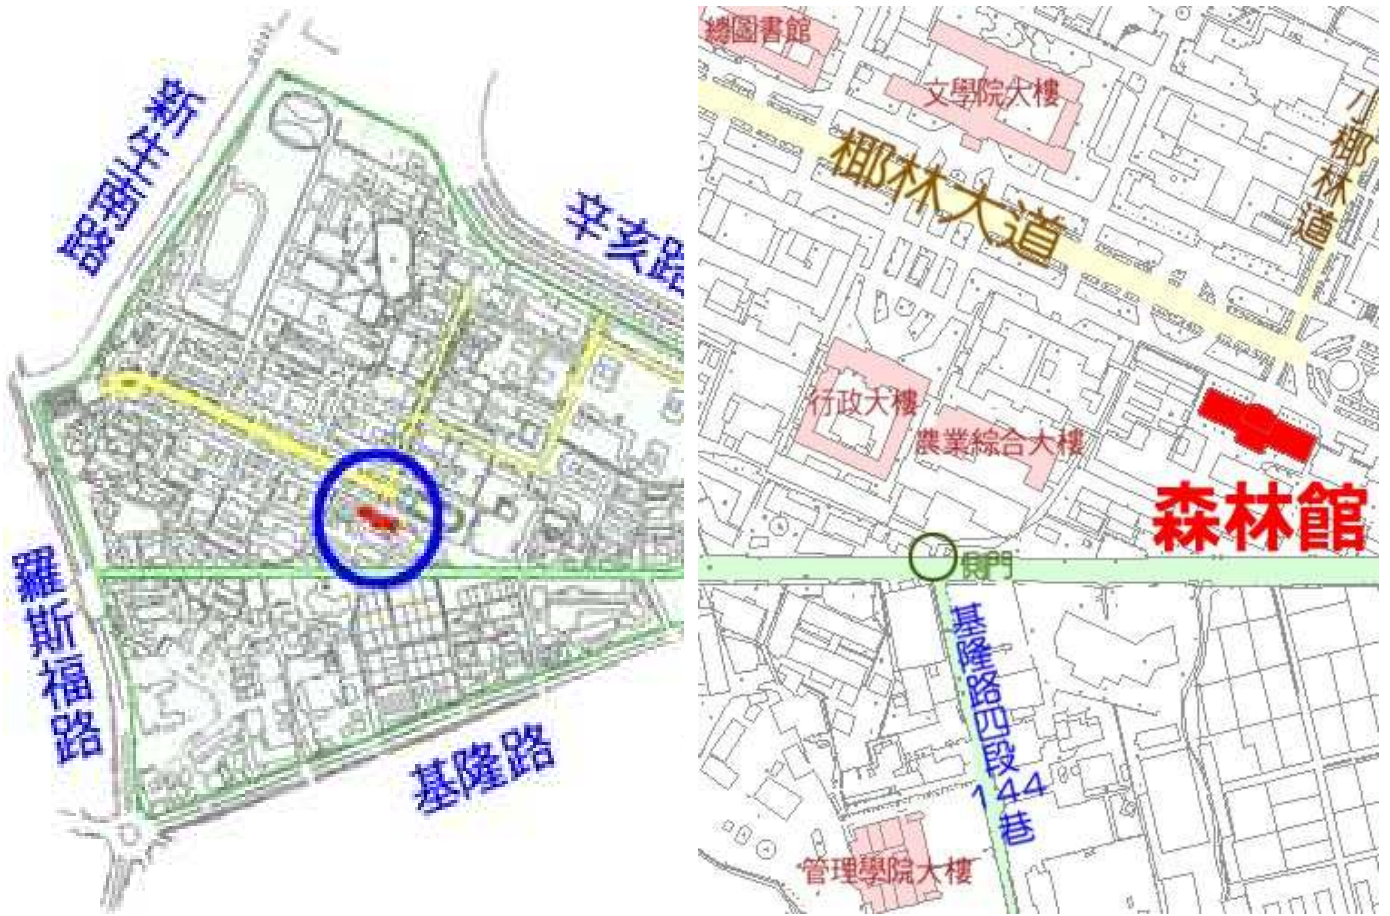 新生南路
辛亥路
羅斯福路
基隆路
總圖書館
文學院大樓
小椰林道
椰林大道
行政大樓
農業綜合大樓
森林館
側門
基隆路四段144巷
管理學院大樓